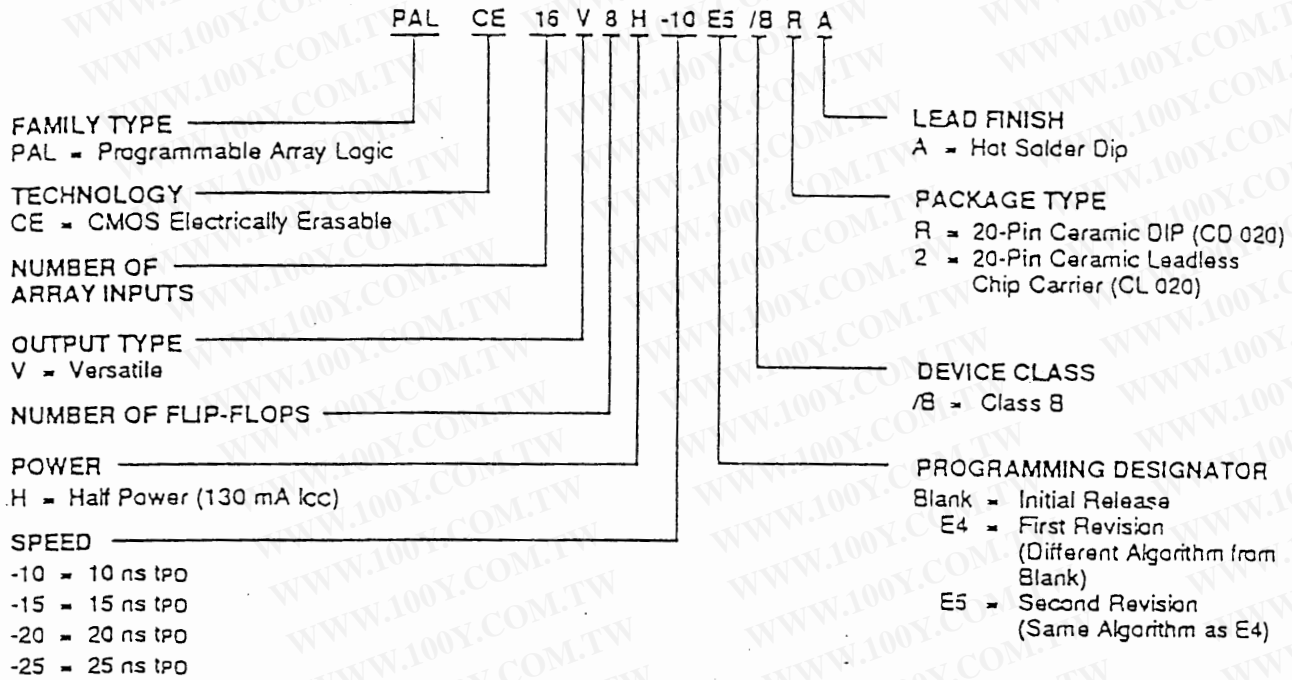 PAL CE 16 V 8 H -10 E5 /B R A
FAMILY TYPE
PAL = Programmable Array Logic
TECHNOLOGY
CE = CMOS Electrically Erasable
NUMBER OF
ARRAY INPUTS
OUTPUT TYPE
V = Versatile
NUMBER OF FLIP-FLOPS
POWER
H = Half Power (130 mA Icc)
SPEED
-10 = 10 ns tPD
-15 = 15 ns tPD
-20 = 20 ns tPD
-25 = 25 ns tPD
LEAD FINISH
A = Hot Solder Dip
PACKAGE TYPE
R = 20-Pin Ceramic DIP (CD 020)
2 = 20-Pin Ceramic Leadless
Chip Carrier (CL 020)
DEVICE CLASS
/B = Class B
PROGRAMMING DESIGNATOR
Blank = Initial Release
E4 = First Revision
(Different Algorithm from
Blank)
E5 = Second Revision
(Same Algorithm as E4)
WWW.100Y.COM.TW